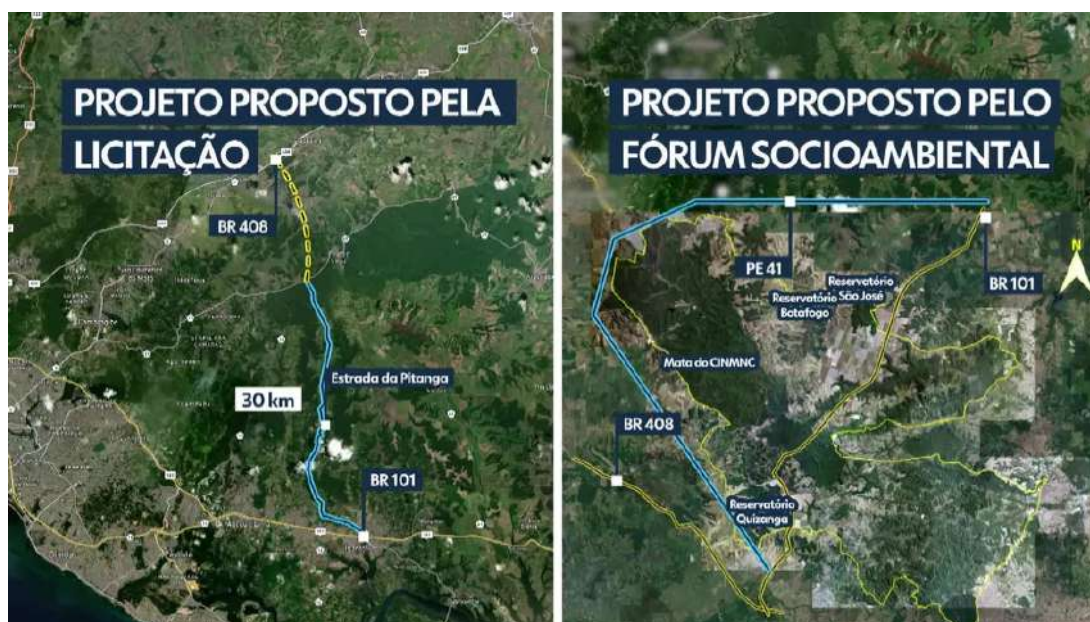 PROJETO PROPOSTO PELA
LICITAÇÃO
BR 408
Estrada da Pitanga
30 km
BR 101
PROJETO PROPOSTO PELO
FÓRUM SOCIOAMBIENTAL
N
PE 41
BR 101
Reservatório
São José
Reservatório
Botafogo
Mata do CINMNC
BR 408
Reservatório
Quizanga